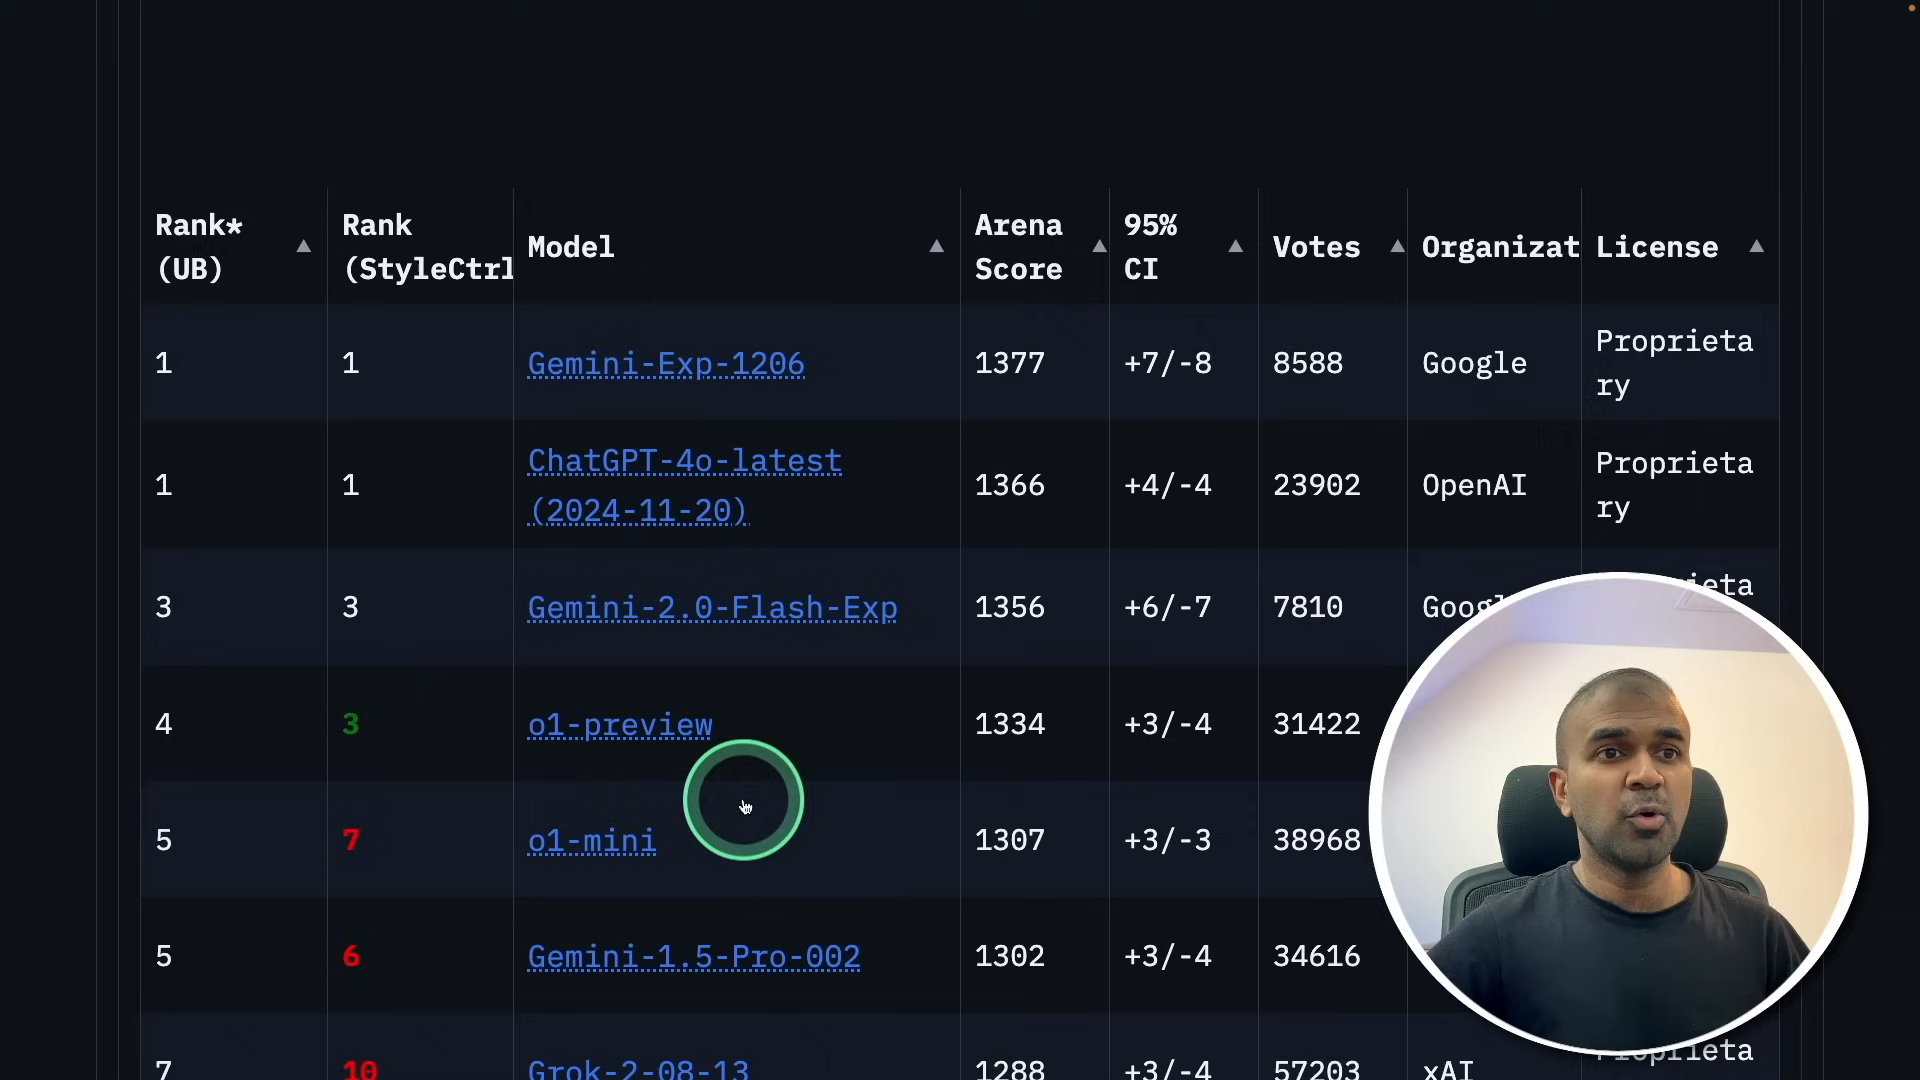 Rank* (UB) Rank (StyleCtrl Model Arena Score 95% CI Votes Organizat License
1 1 Gemini-Exp-1206 1377 +7/-8 8588 Google Proprieta
ry
1 1 ChatGPT-4o-latest 1366 +4/-4 23902 OpenAI Proprieta
(2024-11-20) ry
3 3 Gemini-2.0-Flash-Exp 1356 +6/-7 7810
4 3 o1-preview 1334 +3/-4 31422
5 7 o1-mini 1307 +3/-3 38968
5 6 Gemini-1.5-Pro-002 1302 +3/-4 34616
7 10 Grok-2-08-13 1288 +3/-4 57203 xAI